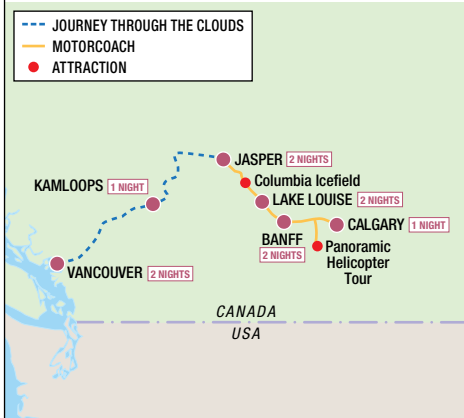 JOURNEY THROUGH THE CLOUDS
MOTORCOACH
ATTRACTION
JASPER 2 NIGHTS
Columbia Icefield
KAMLOOPS 1 NIGHT
LAKE LOUISE 2 NIGHTS
CALGARY 1 NIGHT
BANFF
2 NIGHTS
Panoramic
Helicopter
Tour
VANCOUVER 2 NIGHTS
CANADA
USA